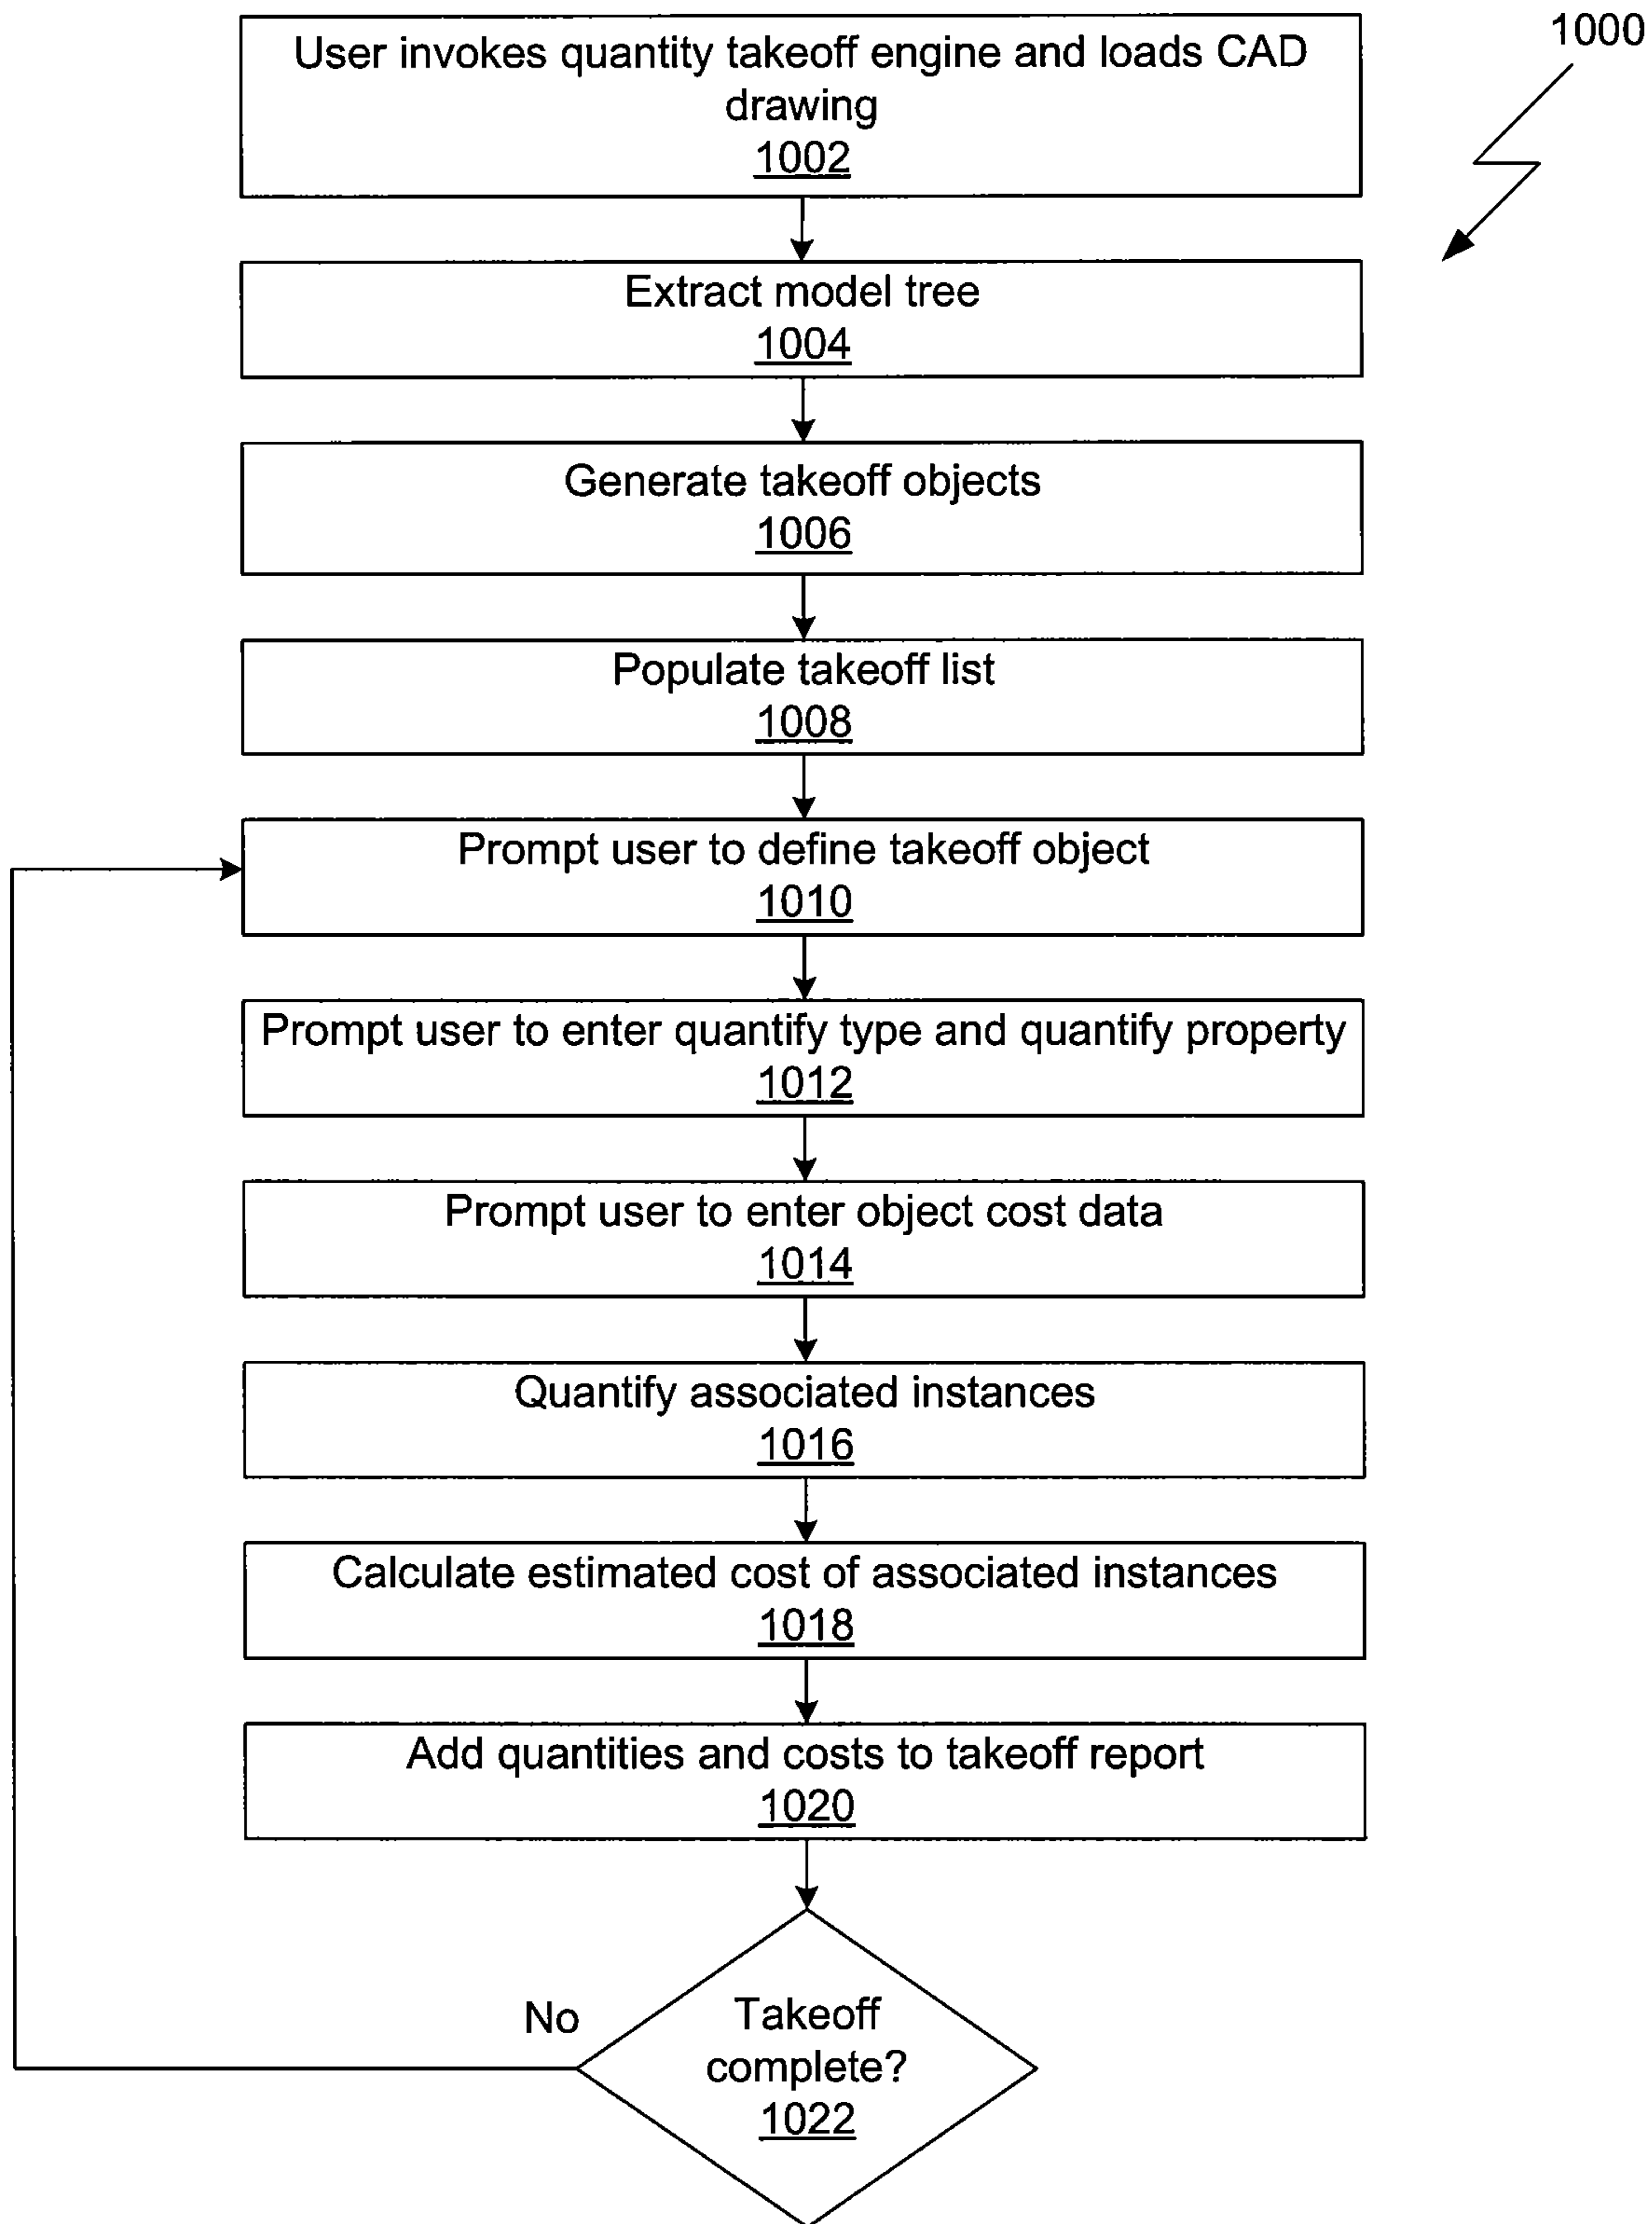 1000
User invokes quantity takeoff engine and loads CAD
drawing
1002
Extract model tree
1004
Generate takeoff objects
1006
Populate takeoff list
1008
Prompt user to define takeoff object
1010
Prompt user to enter quantify type and quantify property
1012
Prompt user to enter object cost data
1014
Quantify associated instances
1016
Calculate estimated cost of associated instances
1018
Add quantities and costs to takeoff report
1020
No
Takeoff
complete?
1022